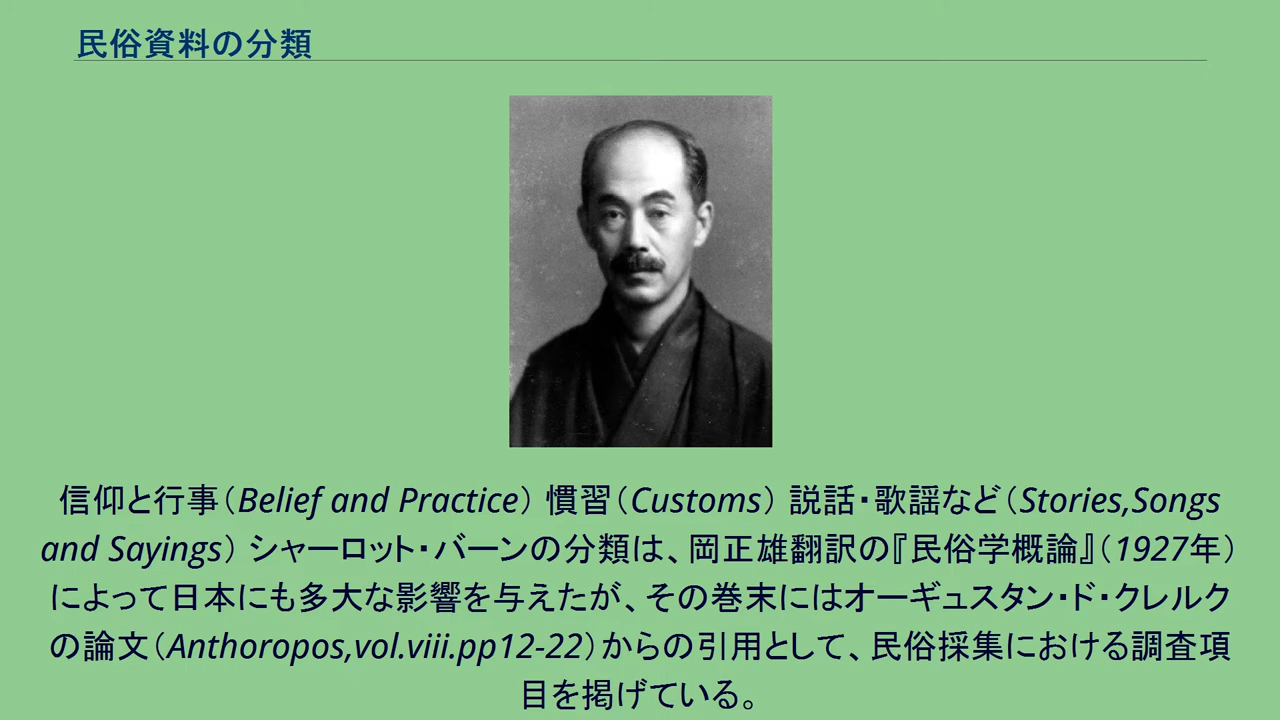 民俗資料の分類
信仰と行事（Belief and Practice） 慣習（Customs） 説話・歌謡など（Stories,Songs
and Sayings） シャーロット・バーンの分類は、岡正雄翻訳の『民俗学概論』（1927年）
によって日本にも多大な影響を与えたが、その巻末にはオーギュスタン・ド・クレルク
の論文（Anthoropos,vol.viii.pp12-22）からの引用として、民俗採集における調査項
目を掲げている。